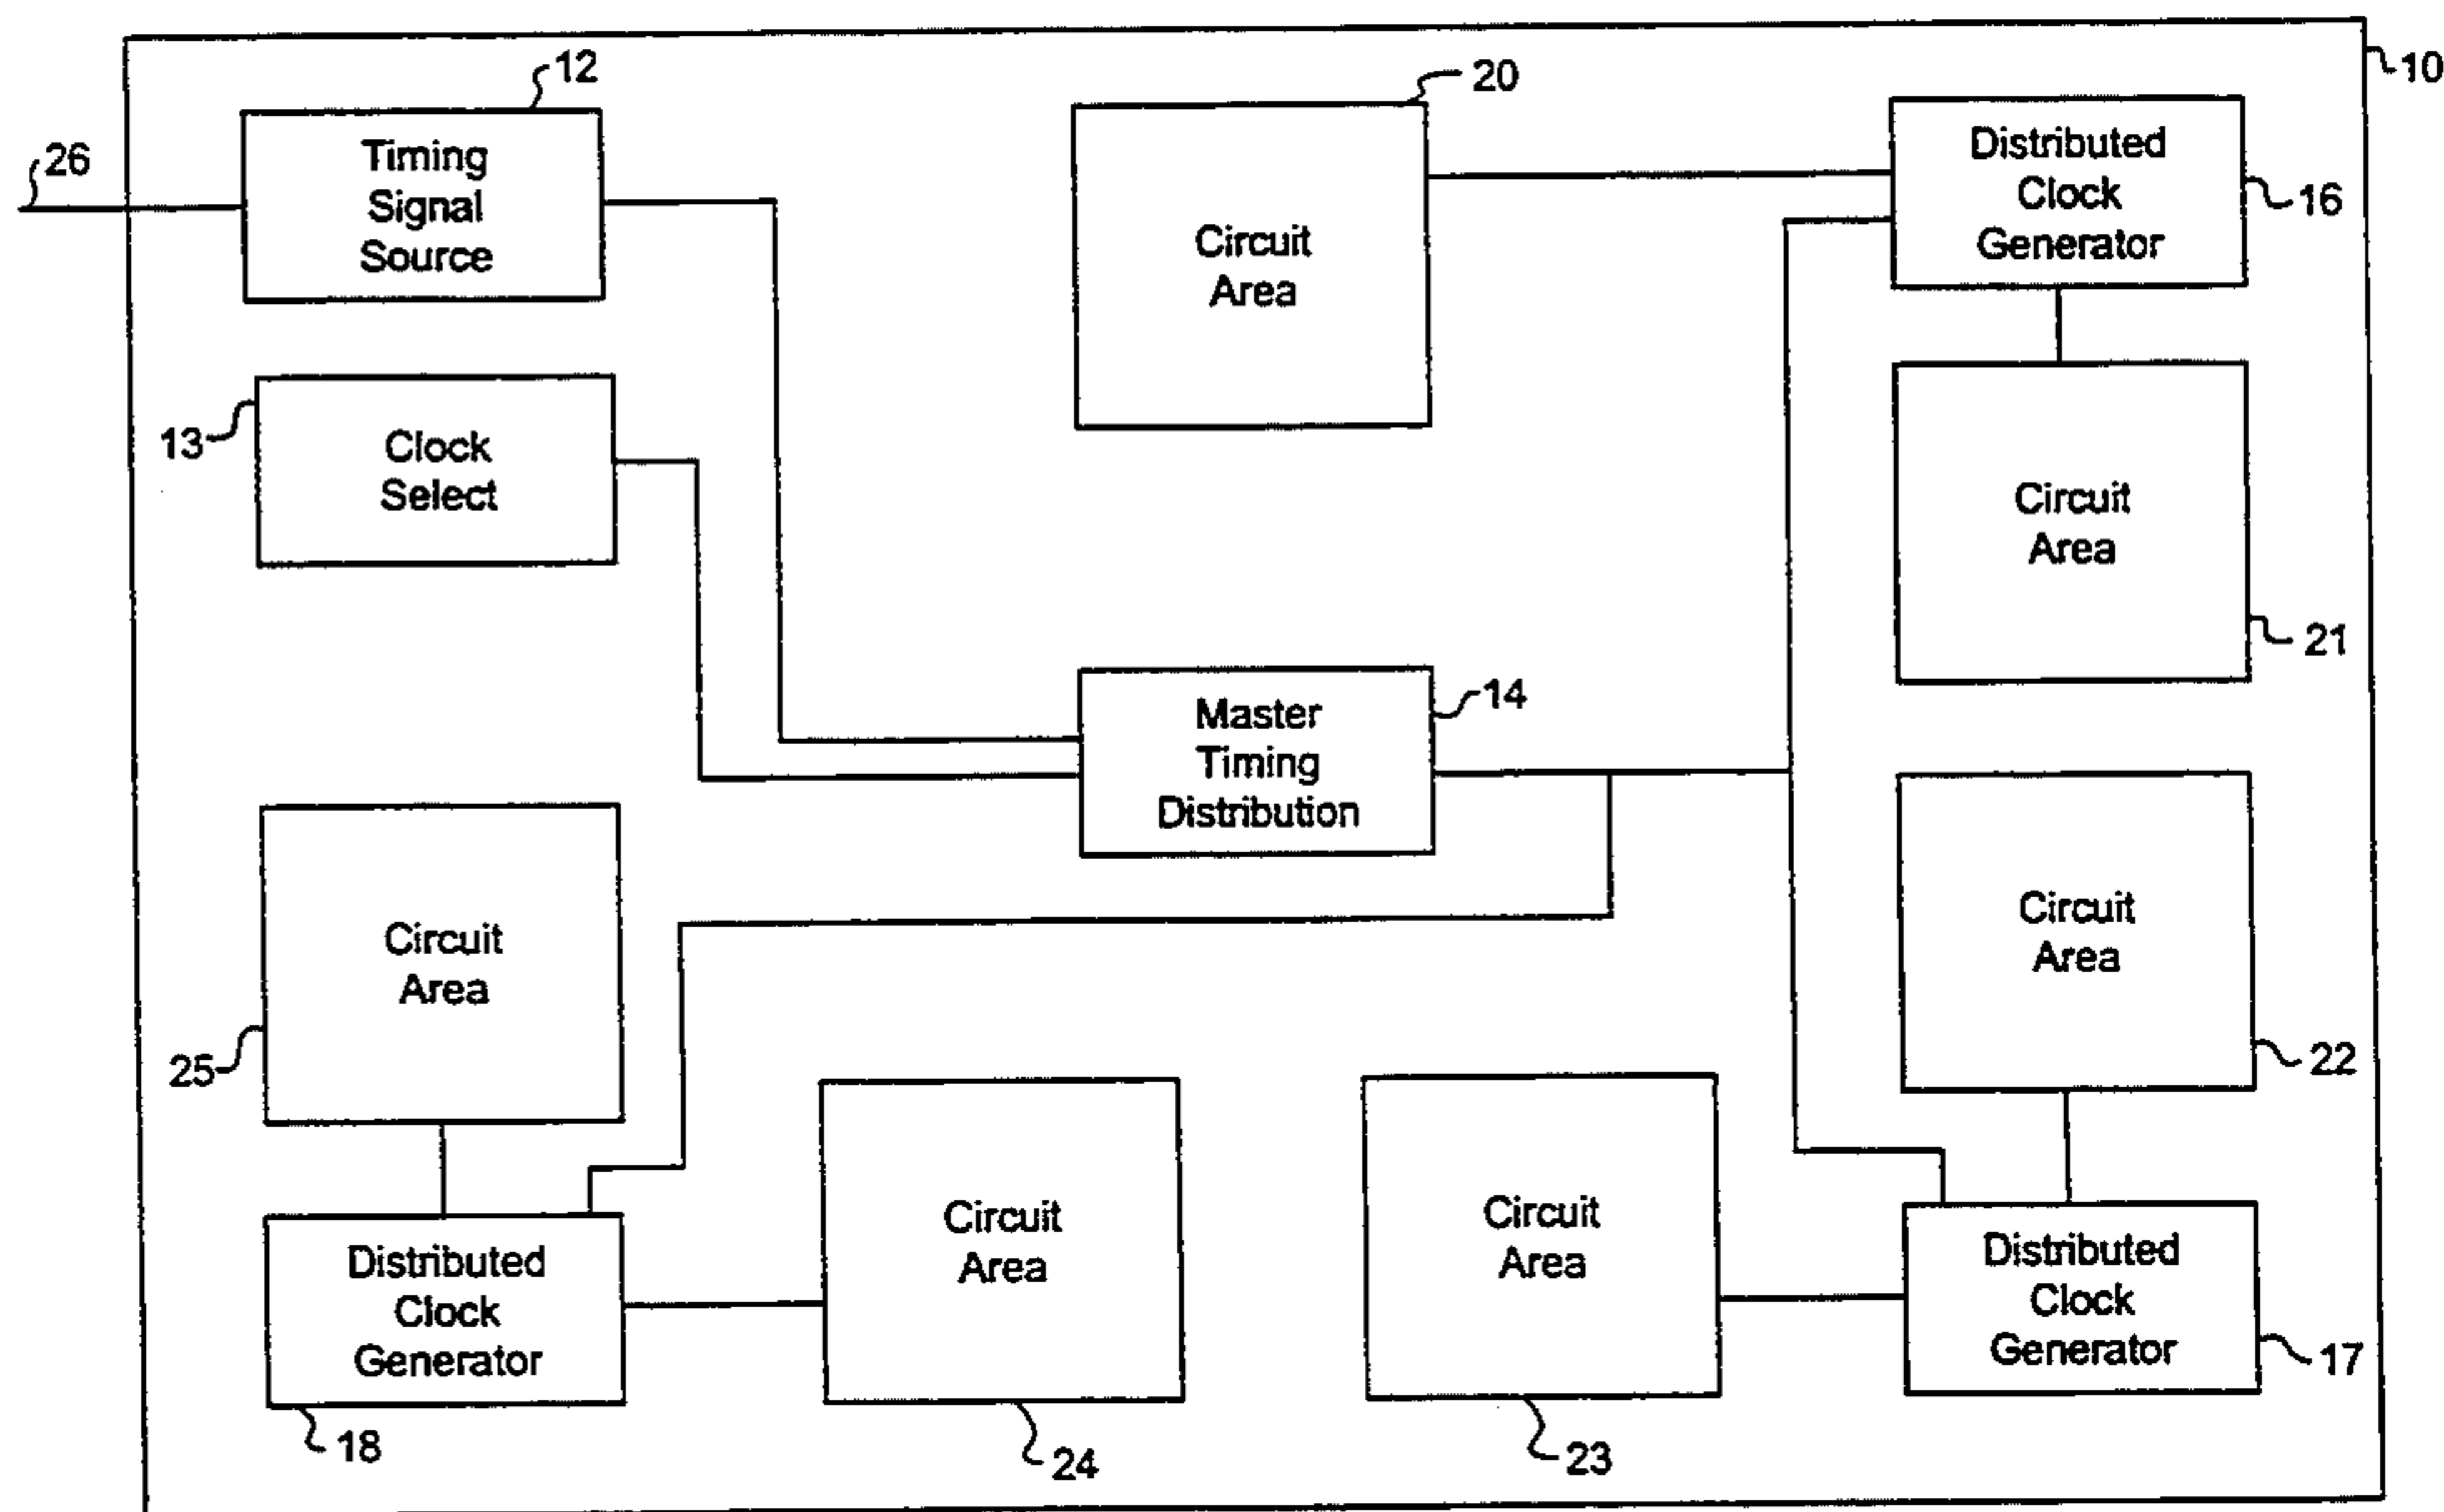 10
12
20
26
Timing
Signal
Source
Distributed
Clock
Generator
16
Circuit
Area
13
Clock
Select
Circuit
Area
21
14
Master
Timing
Distribution
Circuit
Area
25
Circuit
Area
22
Circuit
Area
Circuit
Area
Distributed
Clock
Generator
18
24
23
Distributed
Clock
Generator
17